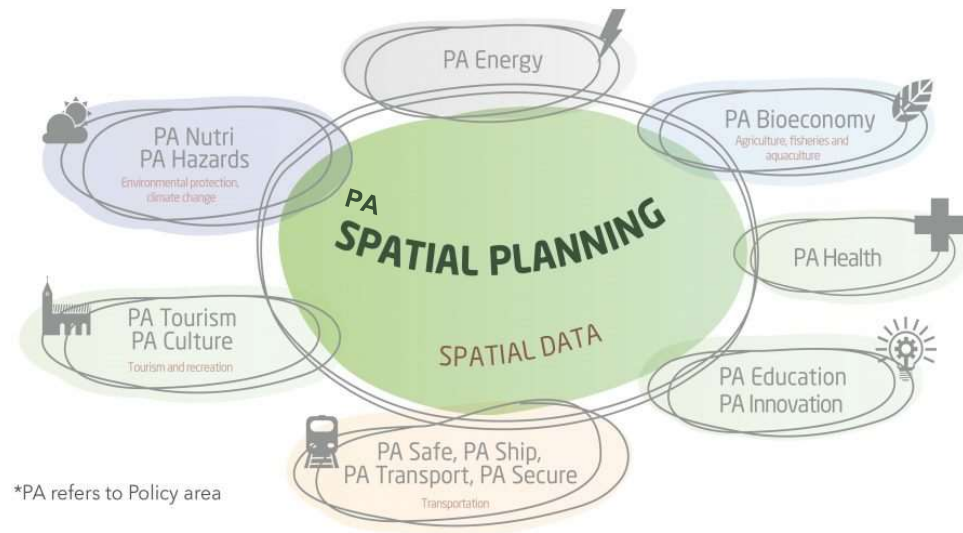 PA Energy
PA Nutri
PA Hazards
Environmental protection,
climate change
PA Bioeconomy
Agriculture, fisheries and
aquaculture
PA
SPATIAL PLANNING
PA Health
PA Tourism
PA Culture
Tourism and recreation
SPATIAL DATA
PA Education
PA Innovation
PA Safe, PA Ship,
PA Transport, PA Secure
Transportation
*PA refers to Policy area